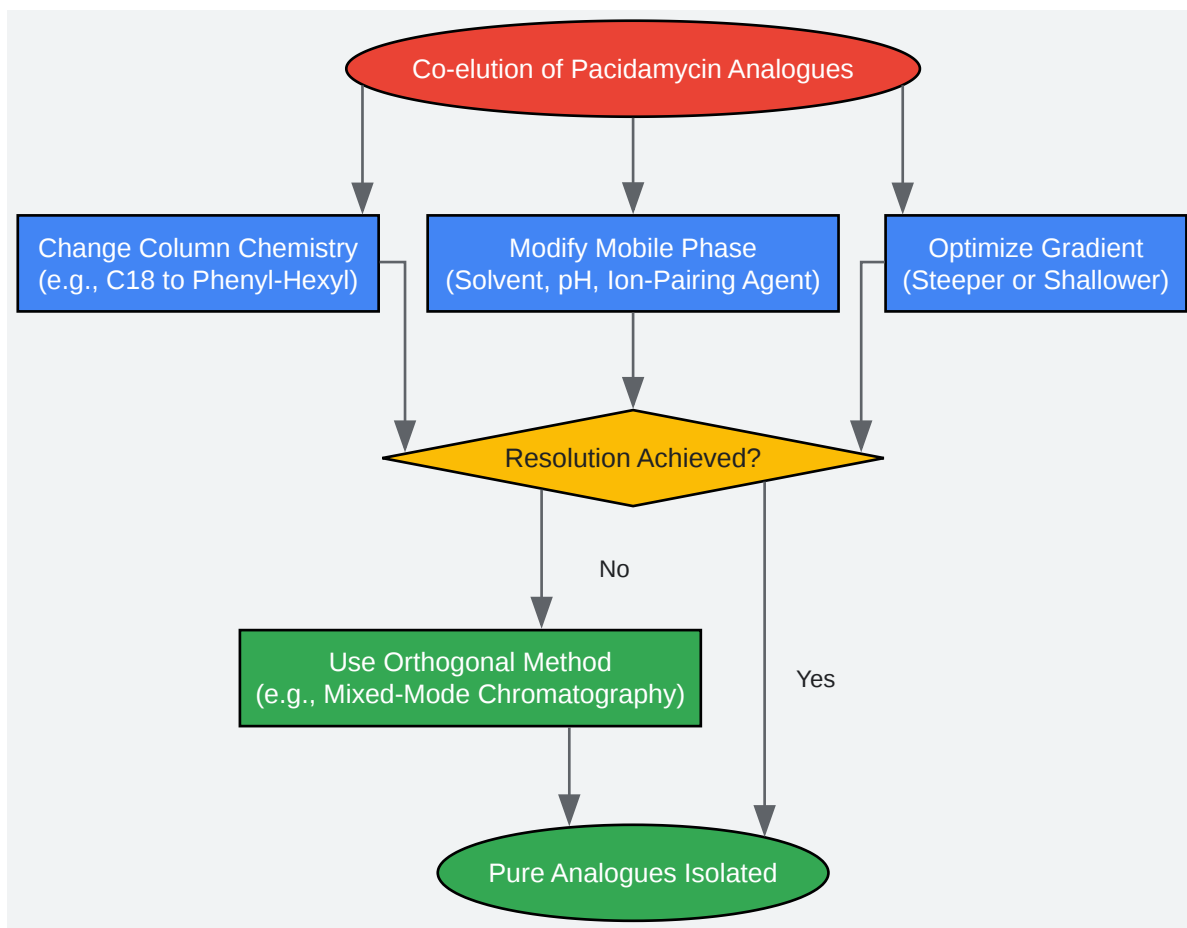 Co-elution of Pacidamycin Analogues
Change Column Chemistry
(e.g., C18 to Phenyl-Hexyl)
Modify Mobile Phase
(Solvent, pH, Ion-Pairing Agent)
Optimize Gradient
(Steeper or Shallower)
Resolution Achieved?
No
Use Orthogonal Method
(e.g., Mixed-Mode Chromatography)
Yes
Pure Analogues Isolated